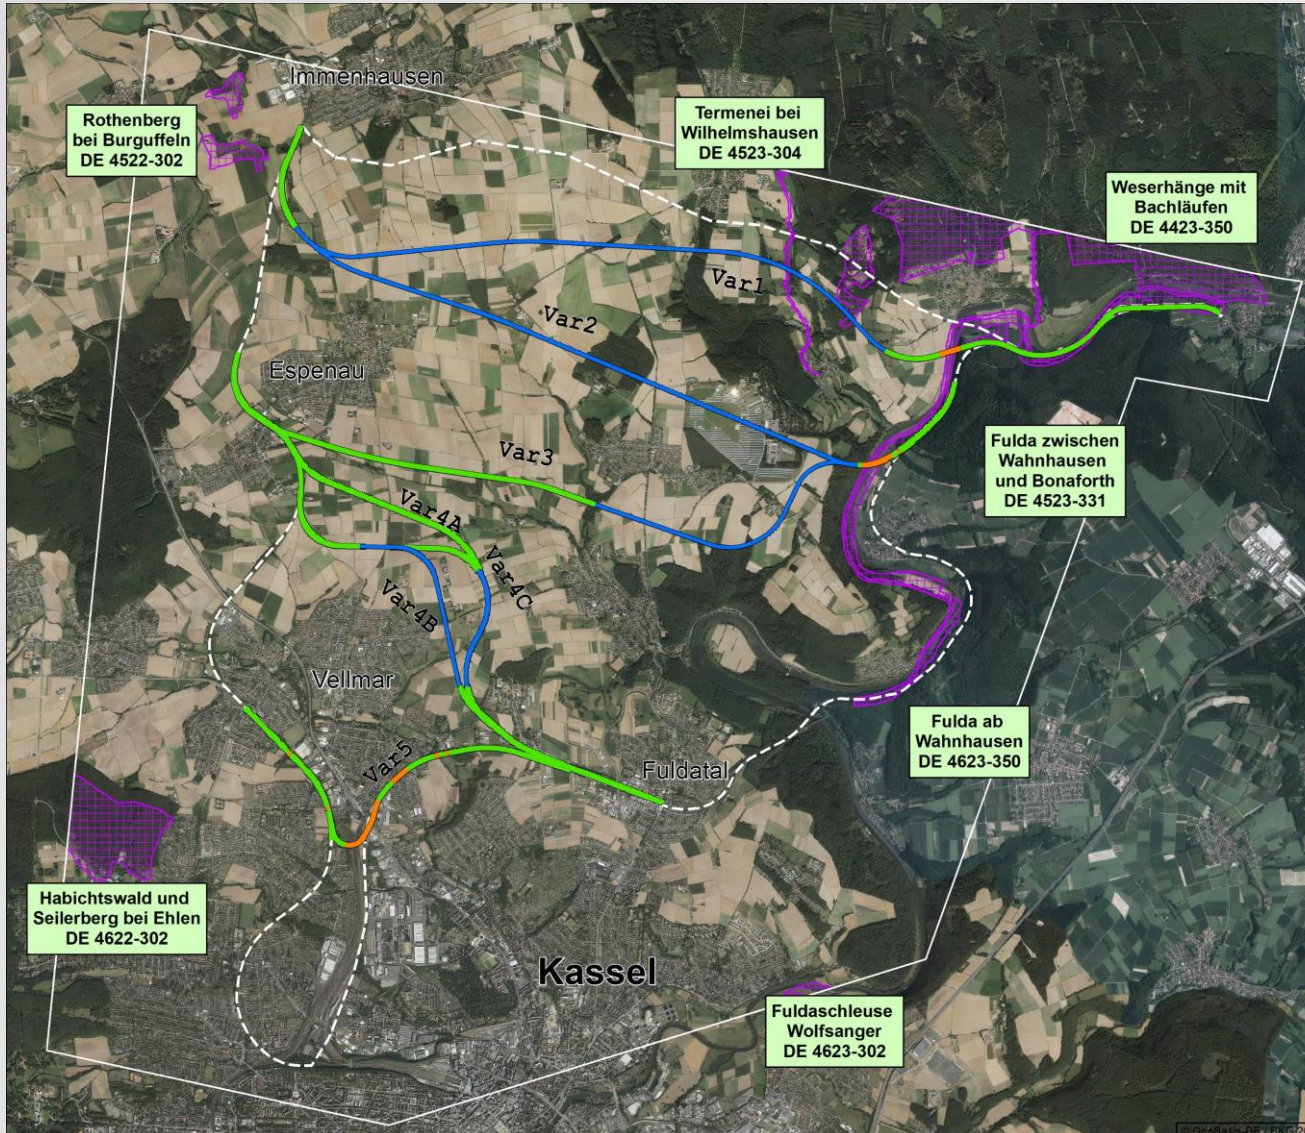 Immenhausen
Rothenberg
bei Burguffeln
DE 4522-302
Termenei bei
Wilhelmshausen
DE 4523-304
Weserhänge mit
Bachläufen
DE 4423-350
Var1
Var2
Espenau
Var3
Fulda zwischen
Wahnhausen
und Bonaforth
DE 4523-331
Var4A
Var4C
Var4B
Vellmar
Fulda ab
Wahnhausen
DE 4623-350
Var5
Fuldatal
Habichtswald und
Seilerberg bei Ehlen
DE 4622-302
Kassel
Fuldaschleuse
Wolfsanger
DE 4623-302
© GeoBasis-DE / BKG